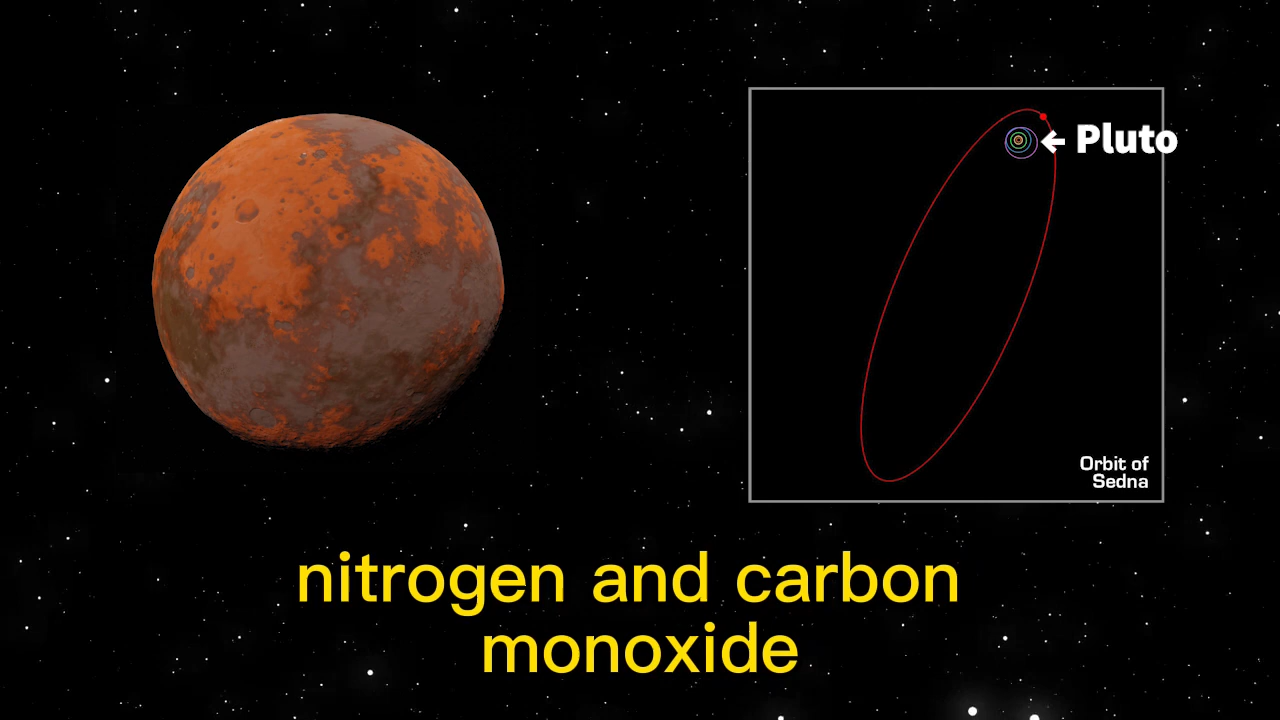 ← Pluto
Orbit of
Sedna
nitrogen and carbon
monoxide